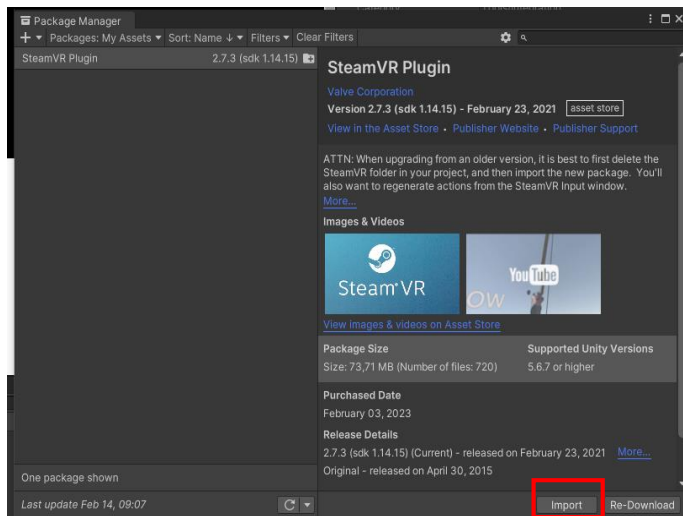 Package Manager
+ ▾ Packages: My Assets ▾ Sort: Name ↓ ▾ Filters ▾ Clear Filters
SteamVR Plugin 2.7.3 (sdk 1.14.15)
SteamVR Plugin
Valve Corporation
Version 2.7.3 (sdk 1.14.15) - February 23, 2021 asset store
View in the Asset Store • Publisher Website • Publisher Support
ATTN: When upgrading from an older version, it is best to first delete the
SteamVR folder in your project, and then import the new package. You'll
also want to regenerate actions from the SteamVR Input window.
More...
Images & Videos
SteamVR
YouTube
OW
View images & videos on Asset Store
Package Size Supported Unity Versions
Size: 73,71 MB (Number of files: 720) 5.6.7 or higher
Purchased Date
February 03, 2023
Release Details
2.7.3 (sdk 1.14.15) (Current) - released on February 23, 2021 More...
Original - released on April 30, 2015
One package shown
Last update Feb 14, 09:07
Import Re-Download